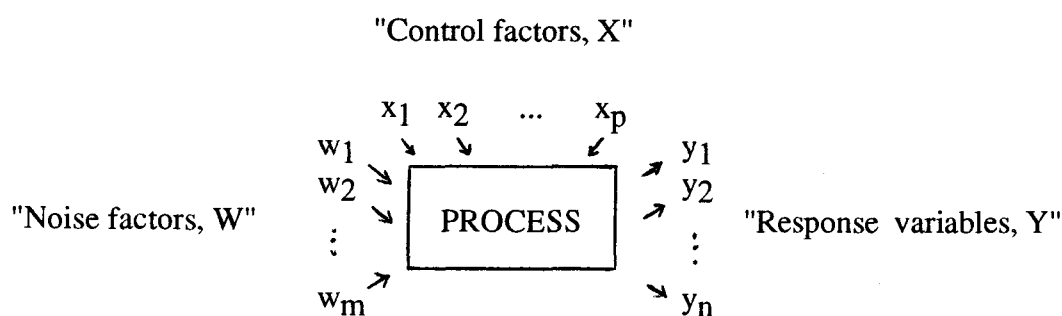 "Control factors, X"
x1 x2 ... xp
w1
w2
⋮
wm
"Noise factors, W"
PROCESS
y1
y2
⋮
yn
"Response variables, Y"